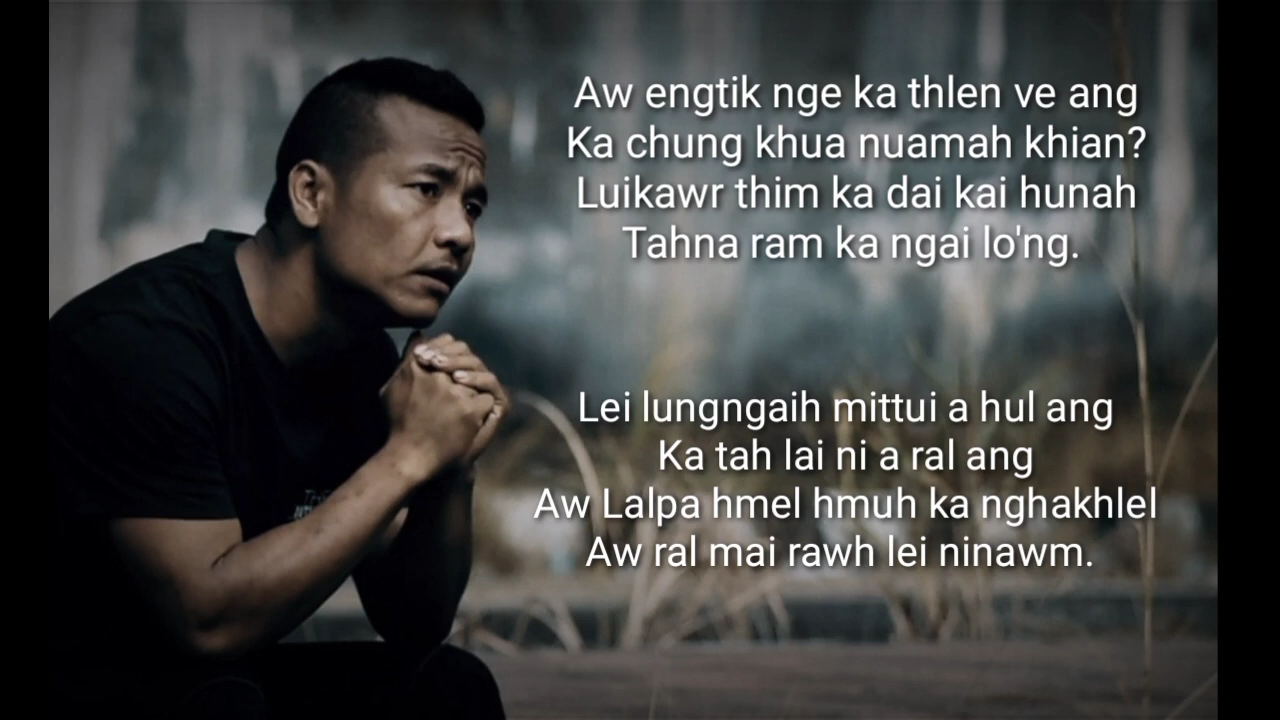 Aw engtik nge ka thlen ve ang
Ka chung khua nuamah khian?
Luikawr thim ka dai kai hunah
Tahna ram ka ngai lo'ng.
Lei lungngaih mittui a hul ang
Ka tah lai ni a ral ang
Aw Lalpa hmel hmuh ka nghakhlel
Aw ral mai rawh lei ninawm.